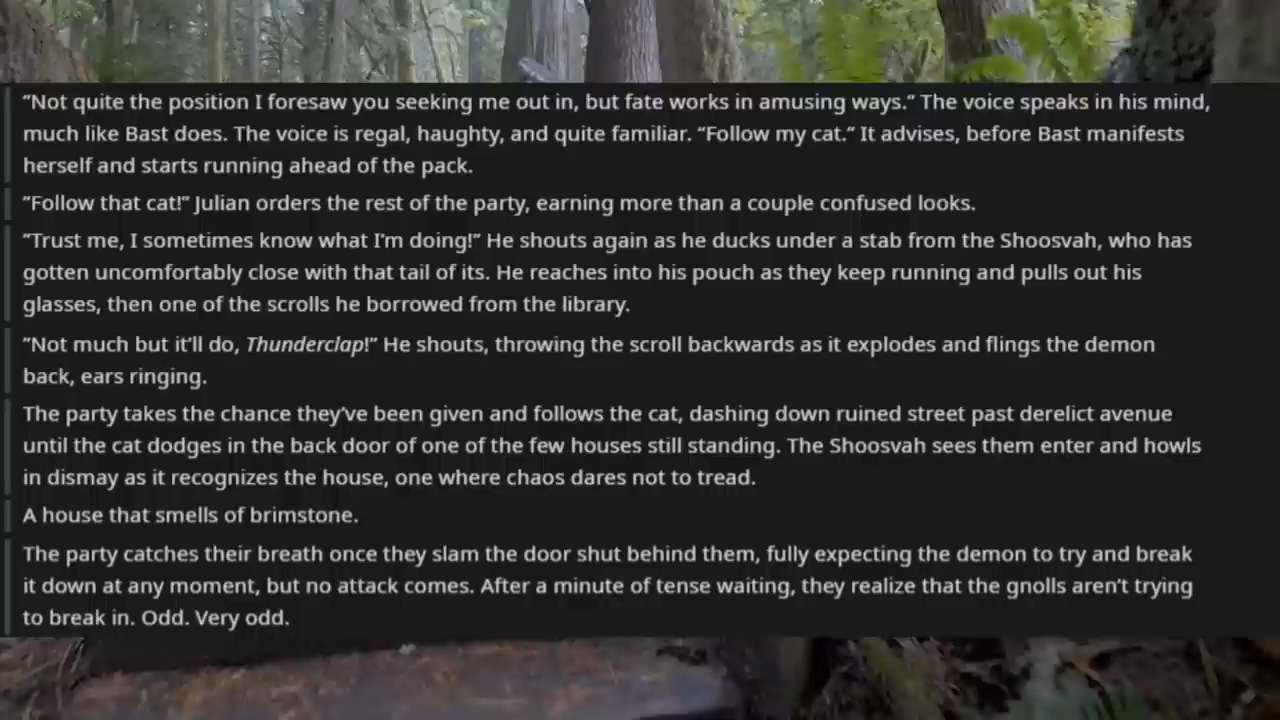 “Not quite the position I foresaw you seeking me out in, but fate works in amusing ways.” The voice speaks in his mind,
much like Bast does. The voice is regal, haughty, and quite familiar. “Follow my cat.” It advises, before Bast manifests
herself and starts running ahead of the pack.
“Follow that cat!” Julian orders the rest of the party, earning more than a couple confused looks.
“Trust me, I sometimes know what I’m doing!” He shouts again as he ducks under a stab from the Shoosvah, who has
gotten uncomfortably close with that tail of its. He reaches into his pouch as they keep running and pulls out his
glasses, then one of the scrolls he borrowed from the library.
“Not much but it’ll do, Thunderclap!” He shouts, throwing the scroll backwards as it explodes and flings the demon
back, ears ringing.
The party takes the chance they’ve been given and follows the cat, dashing down ruined street past derelict avenue
until the cat dodges in the back door of one of the few houses still standing. The Shoosvah sees them enter and howls
in dismay as it recognizes the house, one where chaos dares not to tread.
A house that smells of brimstone.
The party catches their breath once they slam the door shut behind them, fully expecting the demon to try and break
it down at any moment, but no attack comes. After a minute of tense waiting, they realize that the gnolls aren’t trying
to break in. Odd. Very odd.